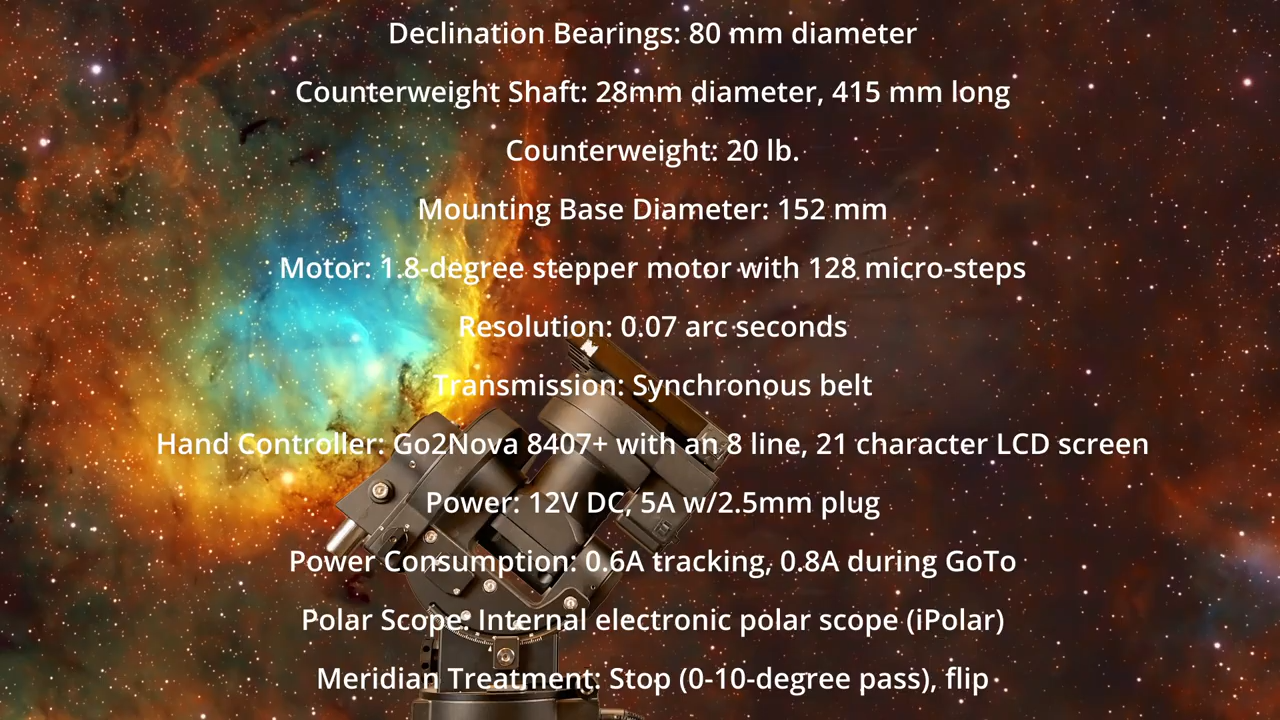 Declination Bearings: 80 mm diameter
Counterweight Shaft: 28mm diameter, 415 mm long
Counterweight: 20 lb.
Mounting Base Diameter: 152 mm
Motor: 1.8-degree stepper motor with 128 micro-steps
Resolution: 0.07 arc seconds
Transmission: Synchronous belt
Hand Controller: Go2Nova 8407+ with an 8 line, 21 character LCD screen
Power: 12V DC, 5A w/2.5mm plug
Power Consumption: 0.6A tracking, 0.8A during GoTo
Polar Scope: Internal electronic polar scope (iPolar)
Meridian Treatment: Stop (0-10-degree pass), flip